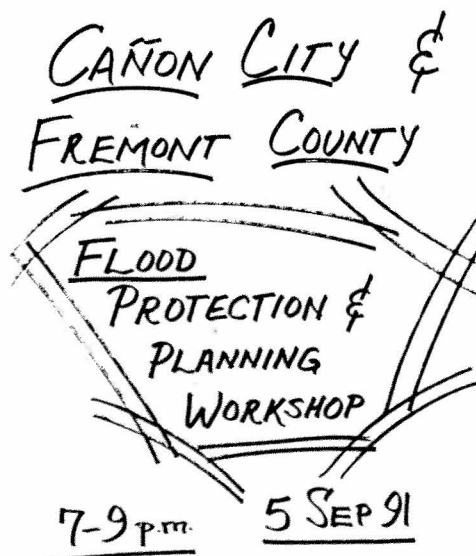 CAÑON CITY &
FREMONT COUNTY
FLOOD
PROTECTION &
PLANNING
WORKSHOP
7-9 p.m. 5 SEP 91